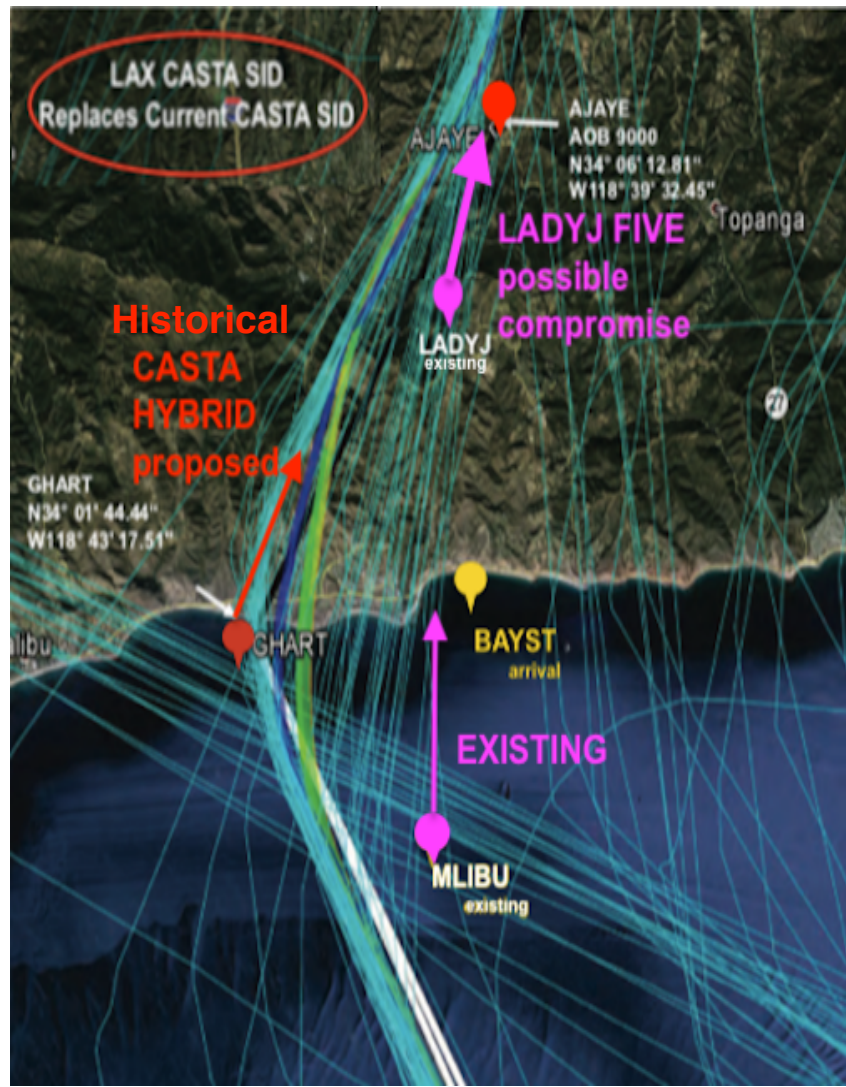 LAX CASTA SID
Replaces Current CASTA SID
AJAYE
AJAYE
AOB 9000
N34° 06' 12.81"
W118° 39' 32.45"
Topanga
LADYJ FIVE
possible
compromise
LADYJ
existing
Historical
CASTA
HYBRID
proposed
27
GHART
N34° 01' 44.44"
W118° 43' 17.51"
GHART
libu
BAYST
arrival
EXISTING
MLIBU
existing